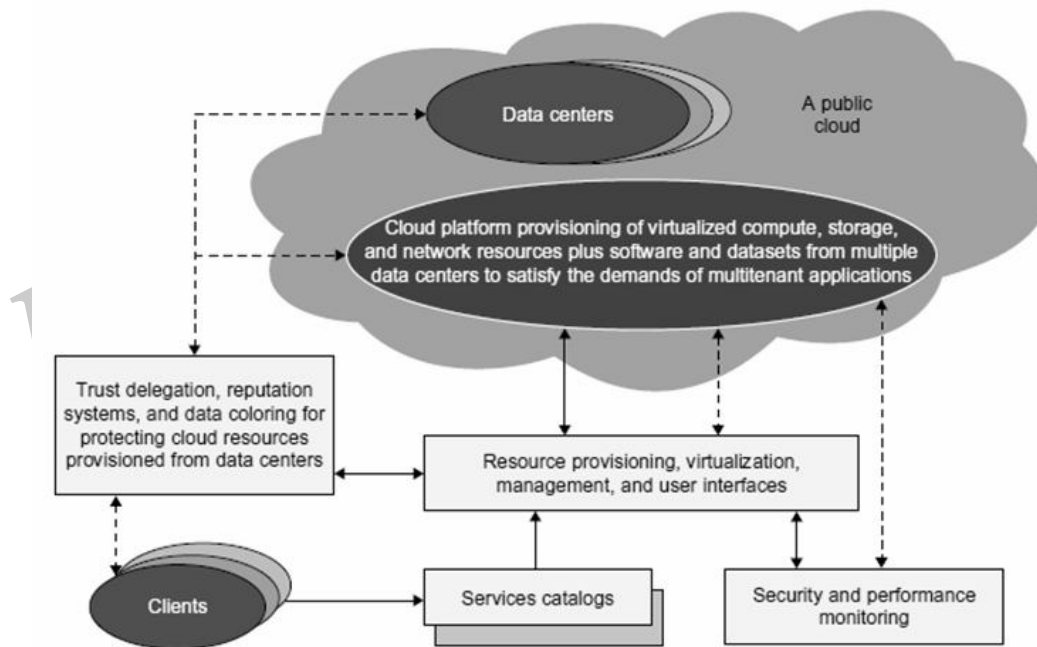 Data centers
A public
cloud
Cloud platform provisioning of virtualized compute, storage,
and network resources plus software and datasets from multiple
data centers to satisfy the demands of multitenant applications
Trust delegation, reputation
systems, and data coloring for
protecting cloud resources
provisioned from data centers
Resource provisioning, virtualization,
management, and user interfaces
Clients
Services catalogs
Security and performance
monitoring